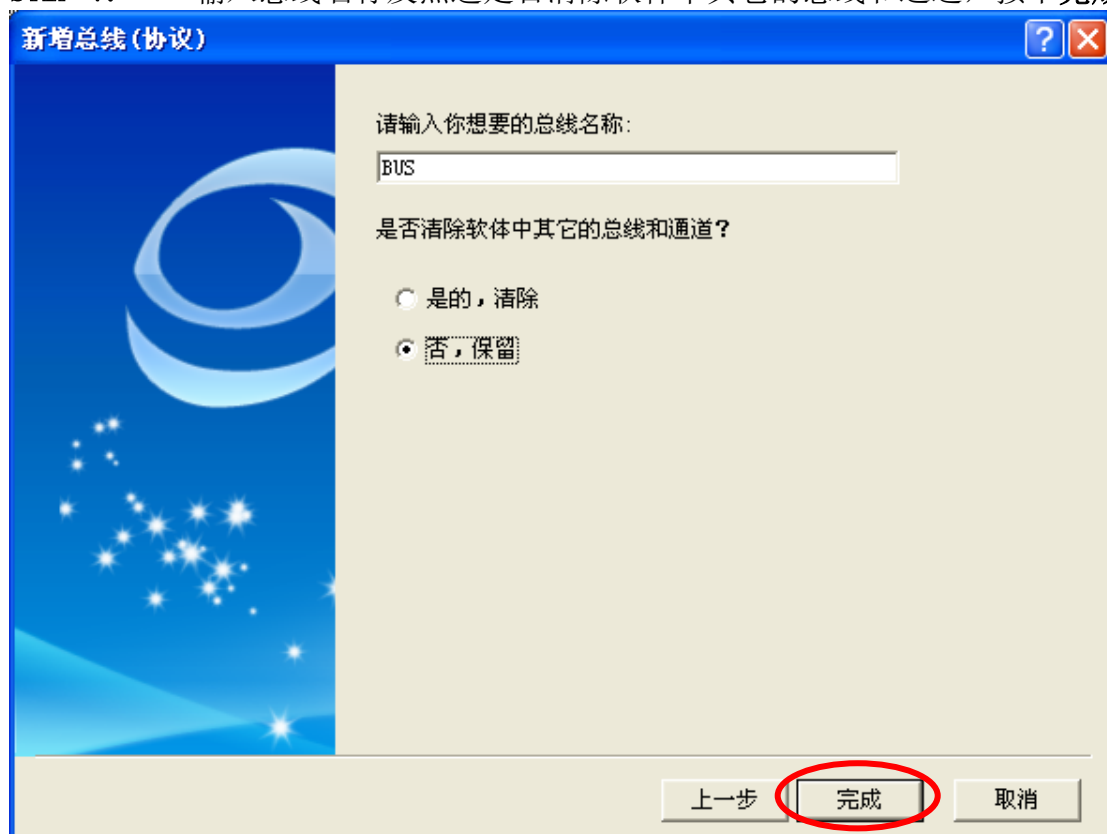 新增总线(协议)
请输入你想要的总线名称:
BUS
是否清除软体中其它的总线和通道?
是的,清除
否,保留
上一步 完成 取消